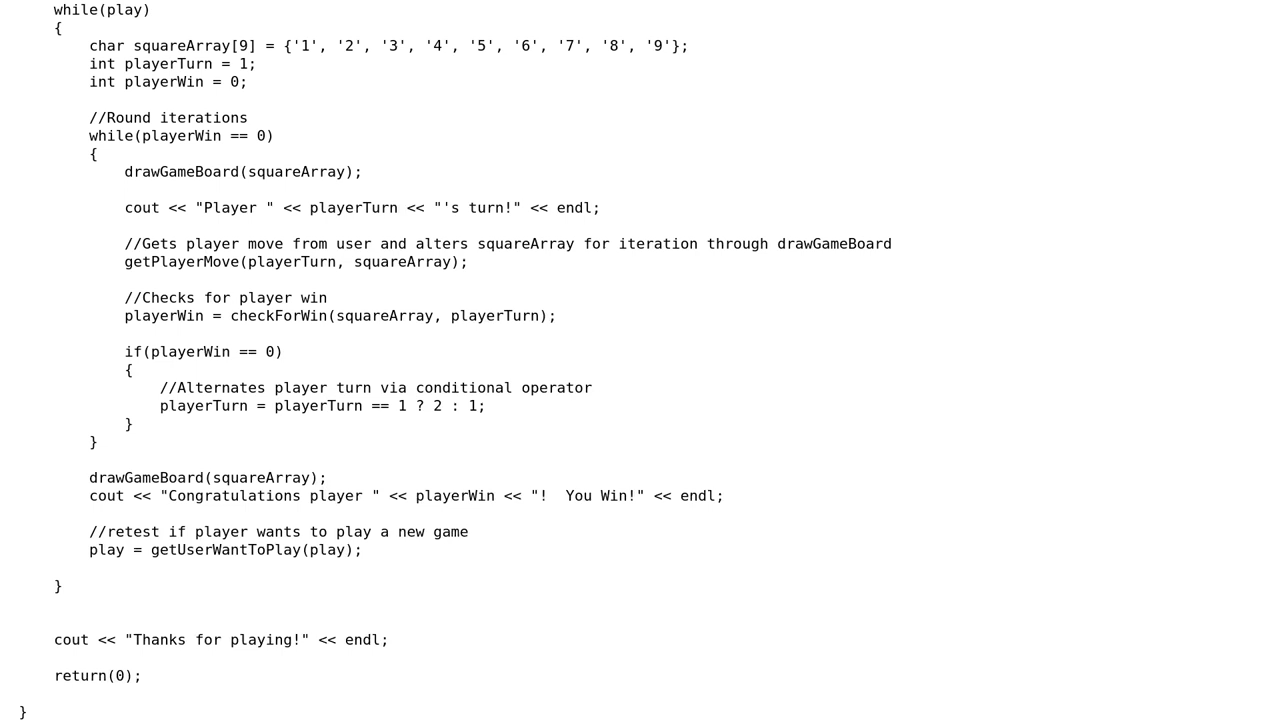 while(play)
{
char squareArray[9] = {'1', '2', '3', '4', '5', '6', '7', '8', '9'};
int playerTurn = 1;
int playerWin = 0;
//Round iterations
while(playerWin == 0)
{
drawGameBoard(squareArray);
cout << "Player " << playerTurn << "'s turn!" << endl;
//Gets player move from user and alters squareArray for iteration through drawGameBoard
getPlayerMove(playerTurn, squareArray);
//Checks for player win
playerWin = checkForWin(squareArray, playerTurn);
if(playerWin == 0)
{
//Alternates player turn via conditional operator
playerTurn = playerTurn == 1 ? 2 : 1;
}
}
drawGameBoard(squareArray);
cout << "Congratulations player " << playerWin << "!  You Win!" << endl;
//retest if player wants to play a new game
play = getUserWantToPlay(play);
}
cout << "Thanks for playing!" << endl;
return(0);
}